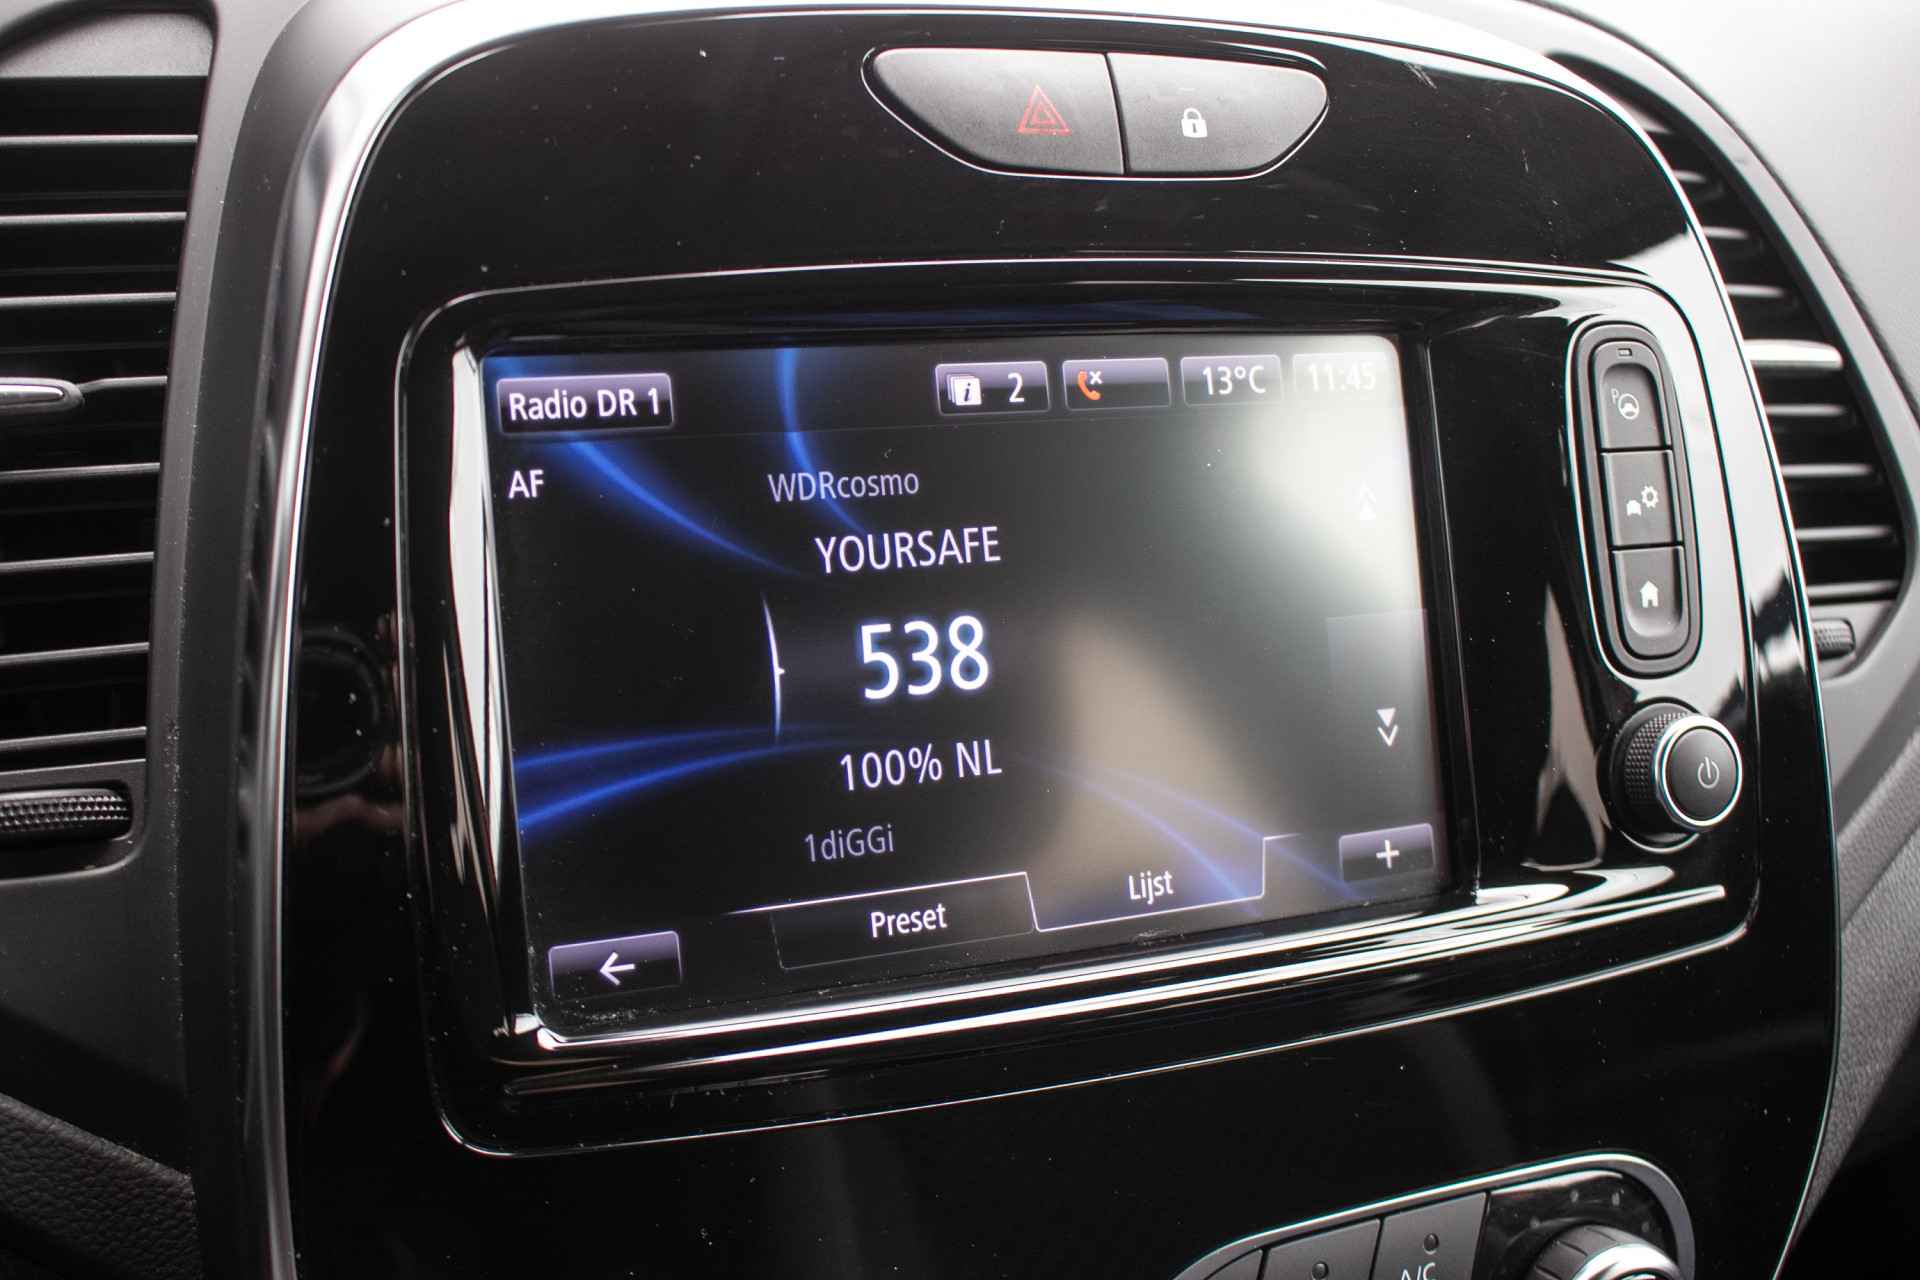 Radio DR 1
2
13°C
11:45
AF
WDRcosmo
YOURSAFE
538
100% NL
1diGGi
Preset
Lijst
+
P
A/C